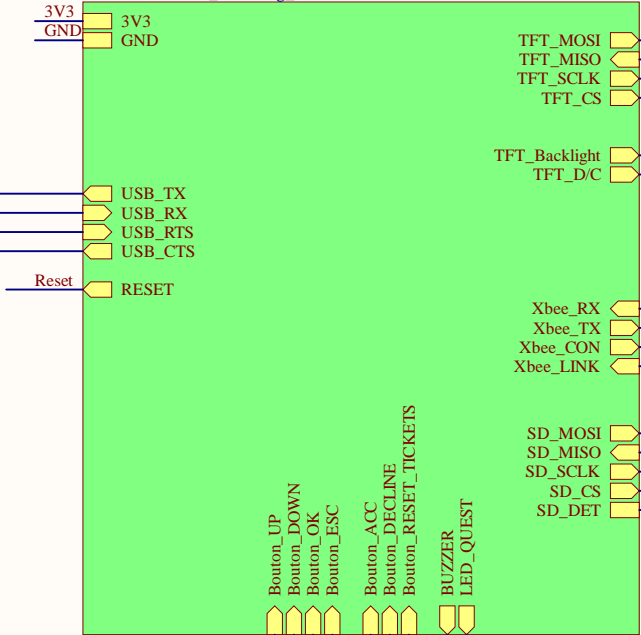 3V3
GND
3V3
GND
USB_TX
USB_RX
USB_RTS
USB_CTS
Reset
RESET
TFT_MOSI
TFT_MISO
TFT_SCLK
TFT_CS
TFT_Backlight
TFT_D/C
Xbee_RX
Xbee_TX
Xbee_CON
Xbee_LINK
SD_MOSI
SD_MISO
SD_SCLK
SD_CS
SD_DET
Bouton_UP
Bouton_DOWN
Bouton_OK
Bouton_ESC
Bouton_ACC
Bouton_DECLINE
Bouton_RESET_TICKETS
BUZZER
LED_QUEST